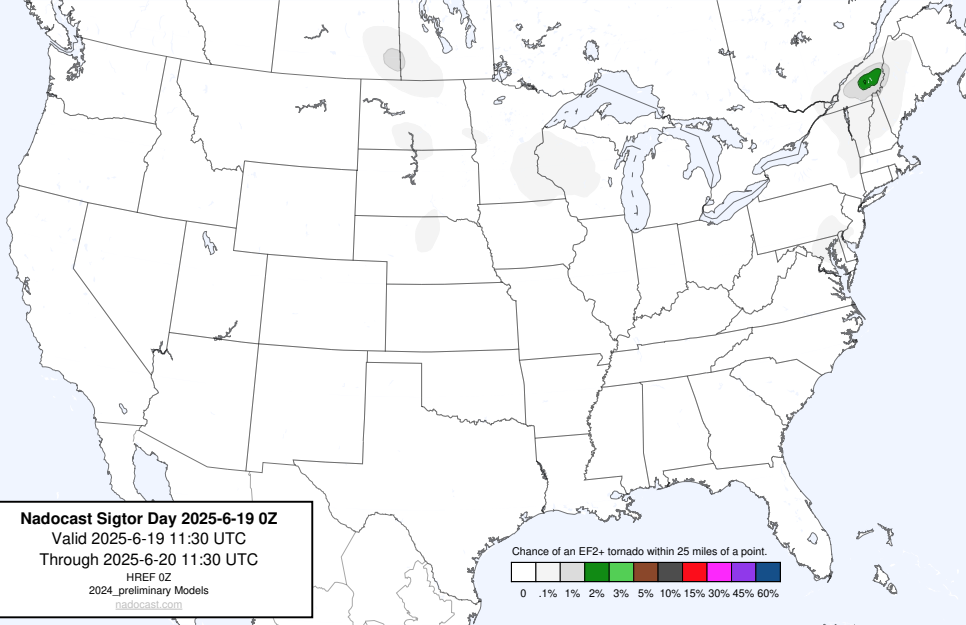 Nadocast Sigtor Day 2025-6-19 0Z
Valid 2025-6-19 11:30 UTC
Through 2025-6-20 11:30 UTC
HREF 0Z
2024_preliminary Models
nadocast.com
Chance of an EF2+ tornado within 25 miles of a point.
0 .1% 1% 2% 3% 5% 10% 15% 30% 45% 60%